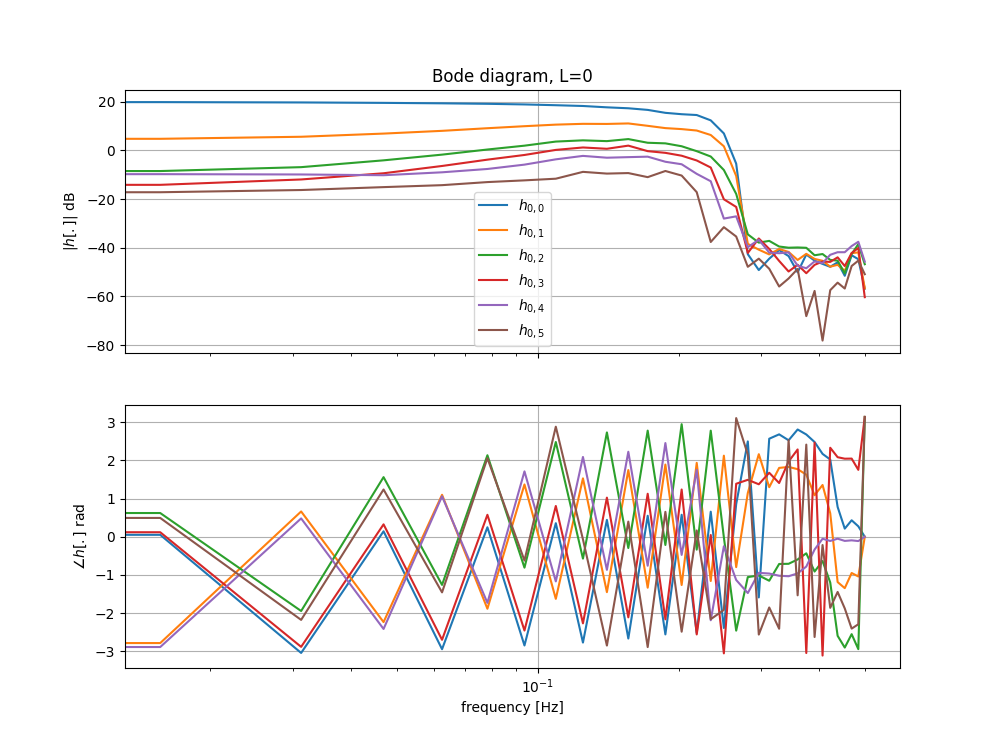 Bode diagram, L=0
|h[.]| dB
20
0
−20
−40
−60
−80
h0,0
h0,1
h0,2
h0,3
h0,4
h0,5
∠h[.] rad
3
2
1
0
−1
−2
−3
10−1
frequency [Hz]